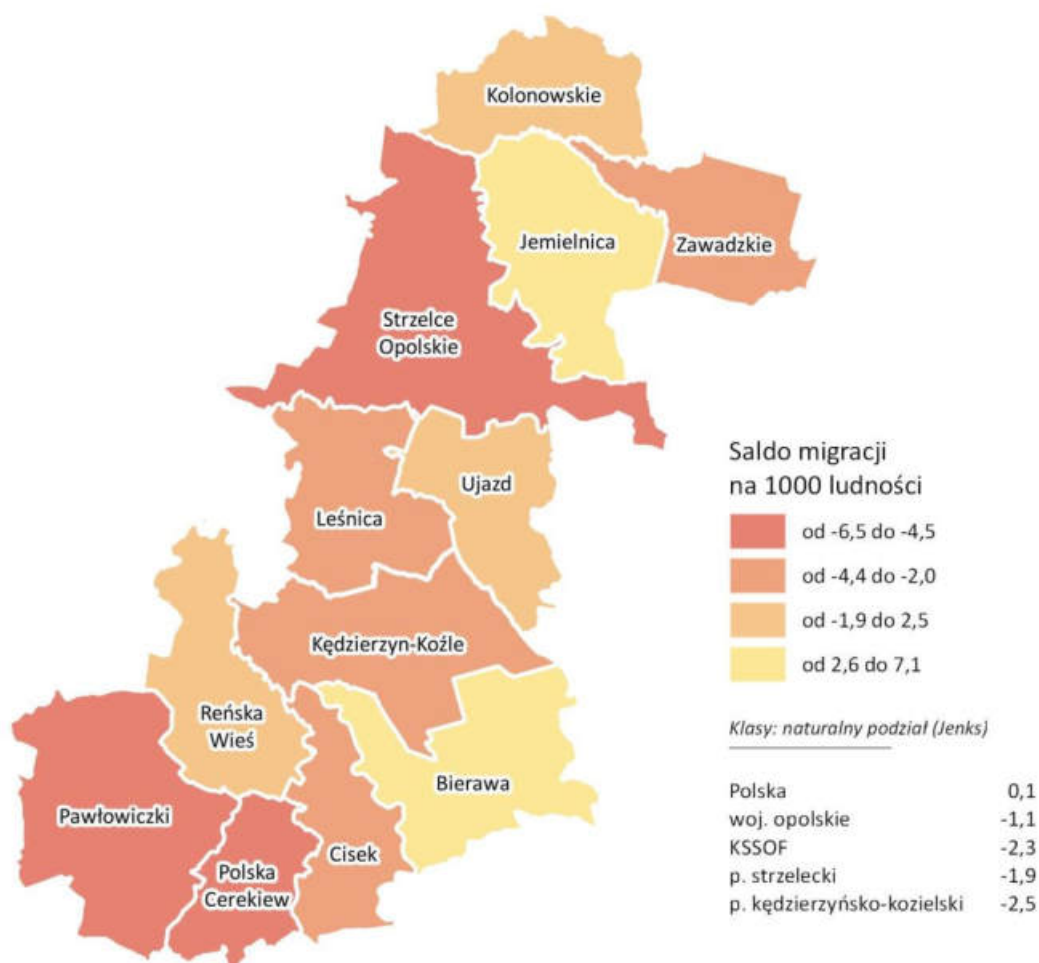 Kolonowskie
Jemielnica
Zawadzkie
Strzelce
Opolskie
Ujazd
Leśnica
Kędzierzyn-Koźle
Reńska
Wieś
Bierawa
Pawłowiczki
Cisek
Polska
Cerekiew
Saldo migracji
na 1000 ludności
od -6,5 do -4,5
od -4,4 do -2,0
od -1,9 do 2,5
od 2,6 do 7,1
Klasy: naturalny podział (Jenks)
Polska 0,1
woj. opolskie -1,1
KSSOF -2,3
p. strzelecki -1,9
p. kędzierzyńsko-kozielski -2,5